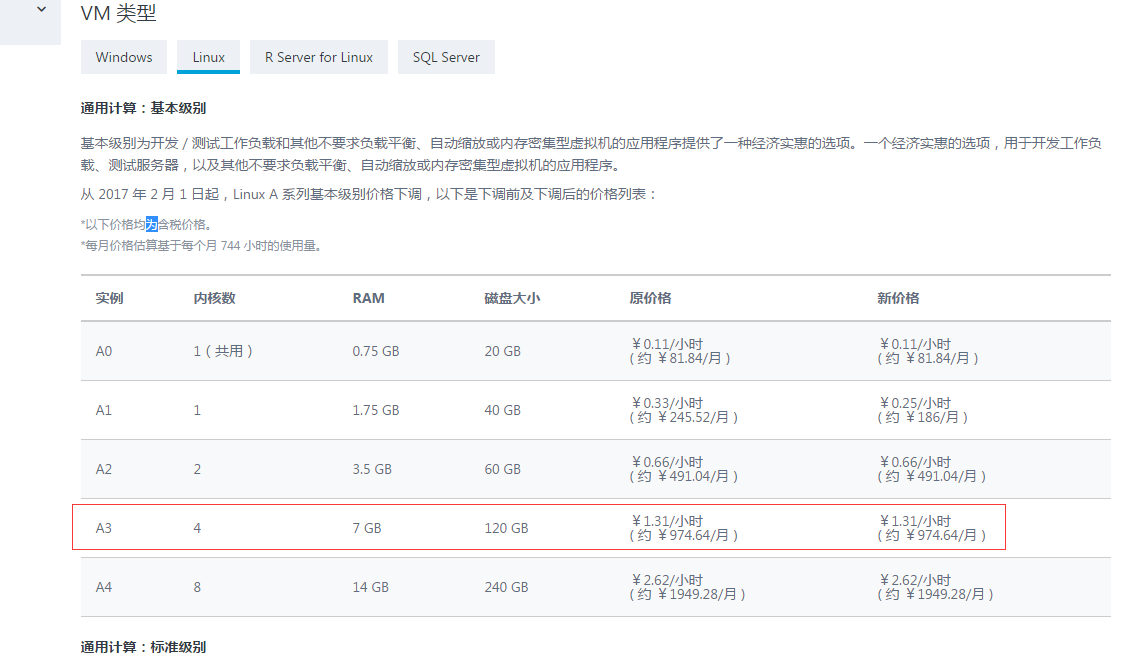 VM 类型
Windows Linux R Server for Linux SQL Server
通用计算：基本级别
基本级别为开发 / 测试工作负载和其他不要求负载平衡、自动缩放或内存密集型虚拟机的应用程序提供了一种经济实惠的选项。一个经济实惠的选项，用于开发工作负
载、测试服务器，以及其他不要求负载平衡、自动缩放或内存密集型虚拟机的应用程序。
从 2017 年 2 月 1 日起，Linux A 系列基本级别价格下调，以下是下调前及下调后的价格列表：
*以下价格均为含税价格。
*每月价格估算基于每个月 744 小时的使用量。
实例 内核数 RAM 磁盘大小 原价格 新价格
A0 1（共用） 0.75 GB 20 GB ￥0.11/小时 ￥0.11/小时
（约 ￥81.84/月） （约 ￥81.84/月）
A1 1 1.75 GB 40 GB ￥0.33/小时 ￥0.25/小时
（约 ￥245.52/月） （约 ￥186/月）
A2 2 3.5 GB 60 GB ￥0.66/小时 ￥0.66/小时
（约 ￥491.04/月） （约 ￥491.04/月）
A3 4 7 GB 120 GB ￥1.31/小时 ￥1.31/小时
（约 ￥974.64/月） （约 ￥974.64/月）
A4 8 14 GB 240 GB ￥2.62/小时 ￥2.62/小时
（约 ￥1949.28/月） （约 ￥1949.28/月）
通用计算：标准级别